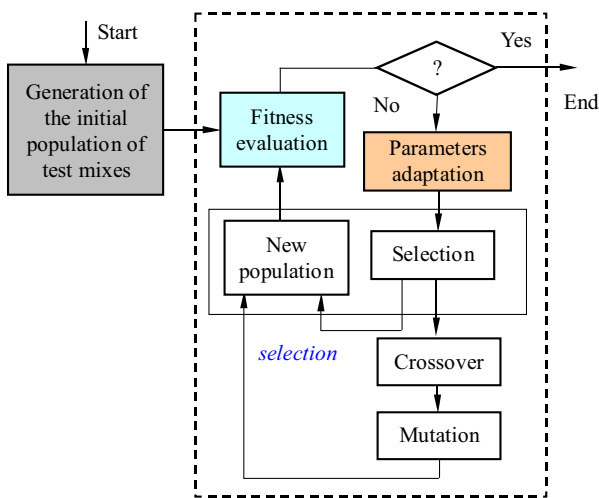 Start
Generation of
the initial
population of
test mixes
Fitness
evaluation
?
Yes
End
No
Parameters
adaptation
New
population
Selection
selection
Crossover
Mutation